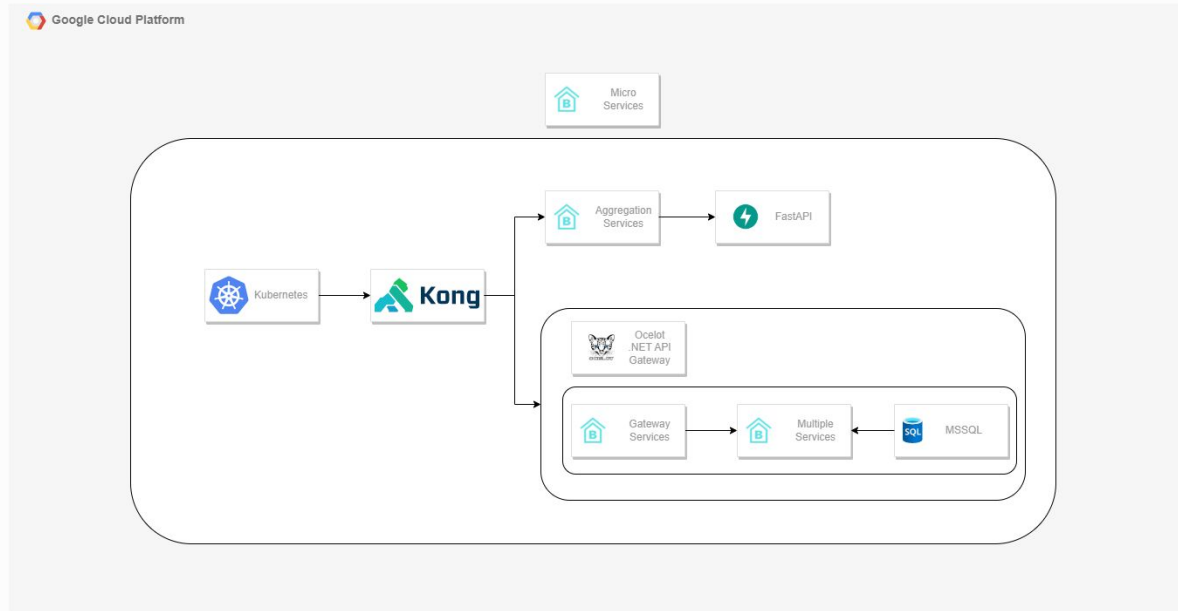 Google Cloud Platform
Micro
Services
B
Aggregation
Services
B
FastAPI
Kubernetes
Kong
Ocelot
.NET API
Gateway
Gateway
Services
B
Multiple
Services
B
SQL
MSSQL